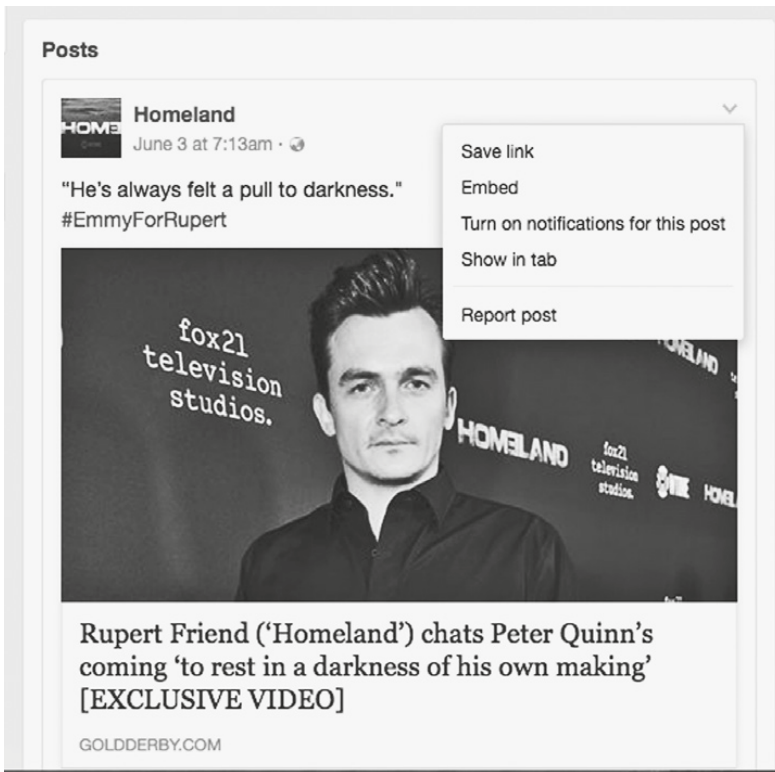 Posts
HOME
Homeland
June 3 at 7:13am ·
"He's always felt a pull to darkness."
#EmmyForRupert
Save link
Embed
Turn on notifications for this post
Show in tab
Report post
fox21
television
studios.
HOMELAND
fox21
television
studios.
Rupert Friend (‘Homeland’) chats Peter Quinn’s
coming ‘to rest in a darkness of his own making’
[EXCLUSIVE VIDEO]
GOLDDERBY.COM